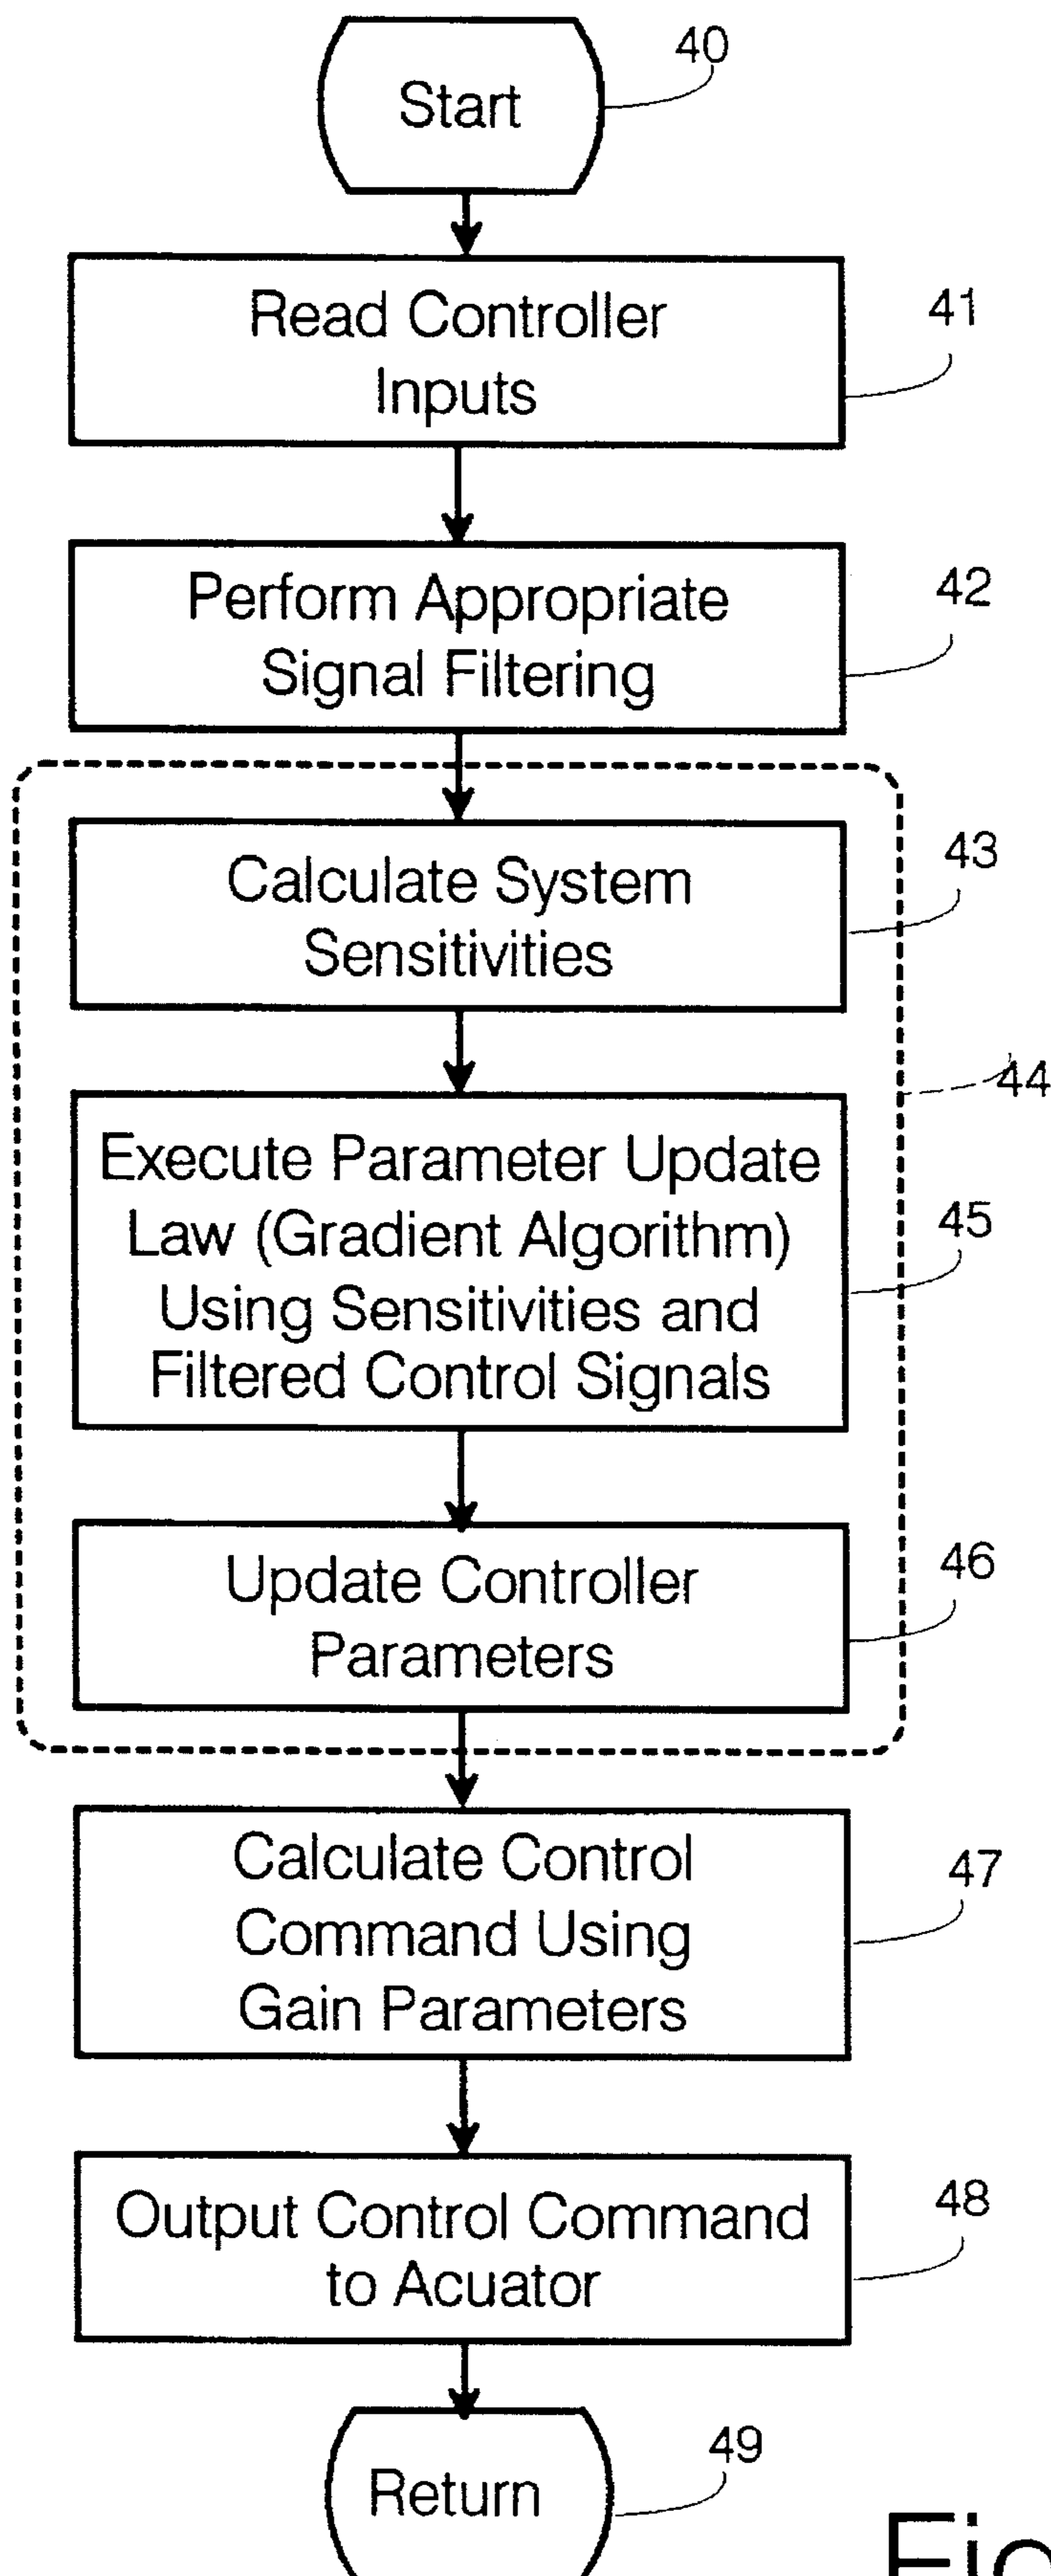 Start
40
Read Controller
Inputs
41
Perform Appropriate
Signal Filtering
42
Calculate System
Sensitivities
43
44
Execute Parameter Update
Law (Gradient Algorithm)
Using Sensitivities and
Filtered Control Signals
45
Update Controller
Parameters
46
Calculate Control
Command Using
Gain Parameters
47
Output Control Command
to Acuator
48
Return
49